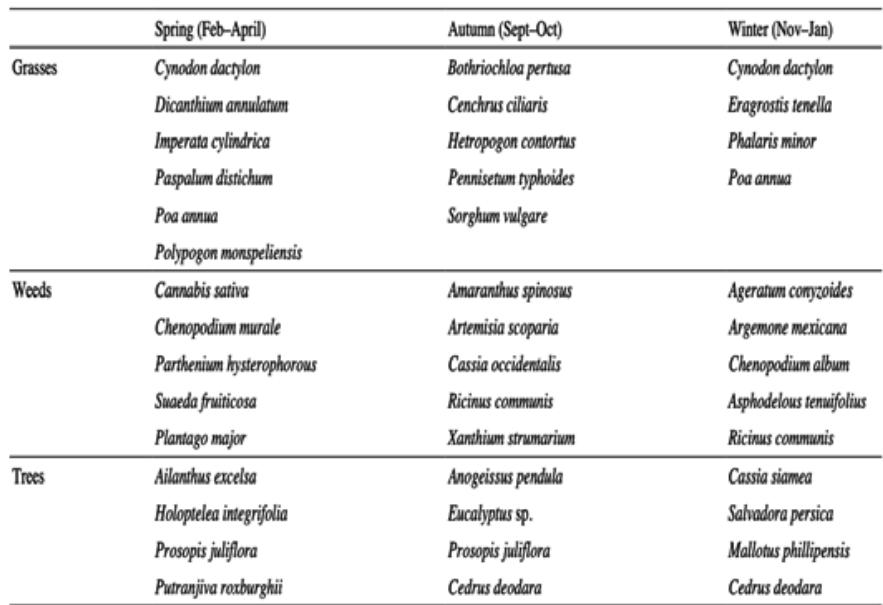 Spring (Feb–April) Autumn (Sept–Oct) Winter (Nov–Jan)
Grasses Cynodon dactylon Bothriochloa pertusa Cynodon dactylon
Dicanthium annulatum Cenchrus ciliaris Eragrostis tenella
Imperata cylindrica Hetropogon contortus Phalaris minor
Paspalum distichum Pennisetum typhoides Poa annua
Poa annua Sorghum vulgare
Polypogon monspeliensis
Weeds Cannabis sativa Amaranthus spinosus Ageratum conyzoides
Chenopodium murale Artemisia scoparia Argemone mexicana
Parthenium hysterophorous Cassia occidentalis Chenopodium album
Suaeda fruiticosa Ricinus communis Asphodelous tenuifolius
Plantago major Xanthium strumarium Ricinus communis
Trees Ailanthus excelsa Anogeissus pendula Cassia siamea
Holoptelea integrifolia Eucalyptus sp. Salvadora persica
Prosopis juliflora Prosopis juliflora Mallotus phillipensis
Putranjiva roxburghii Cedrus deodara Cedrus deodara